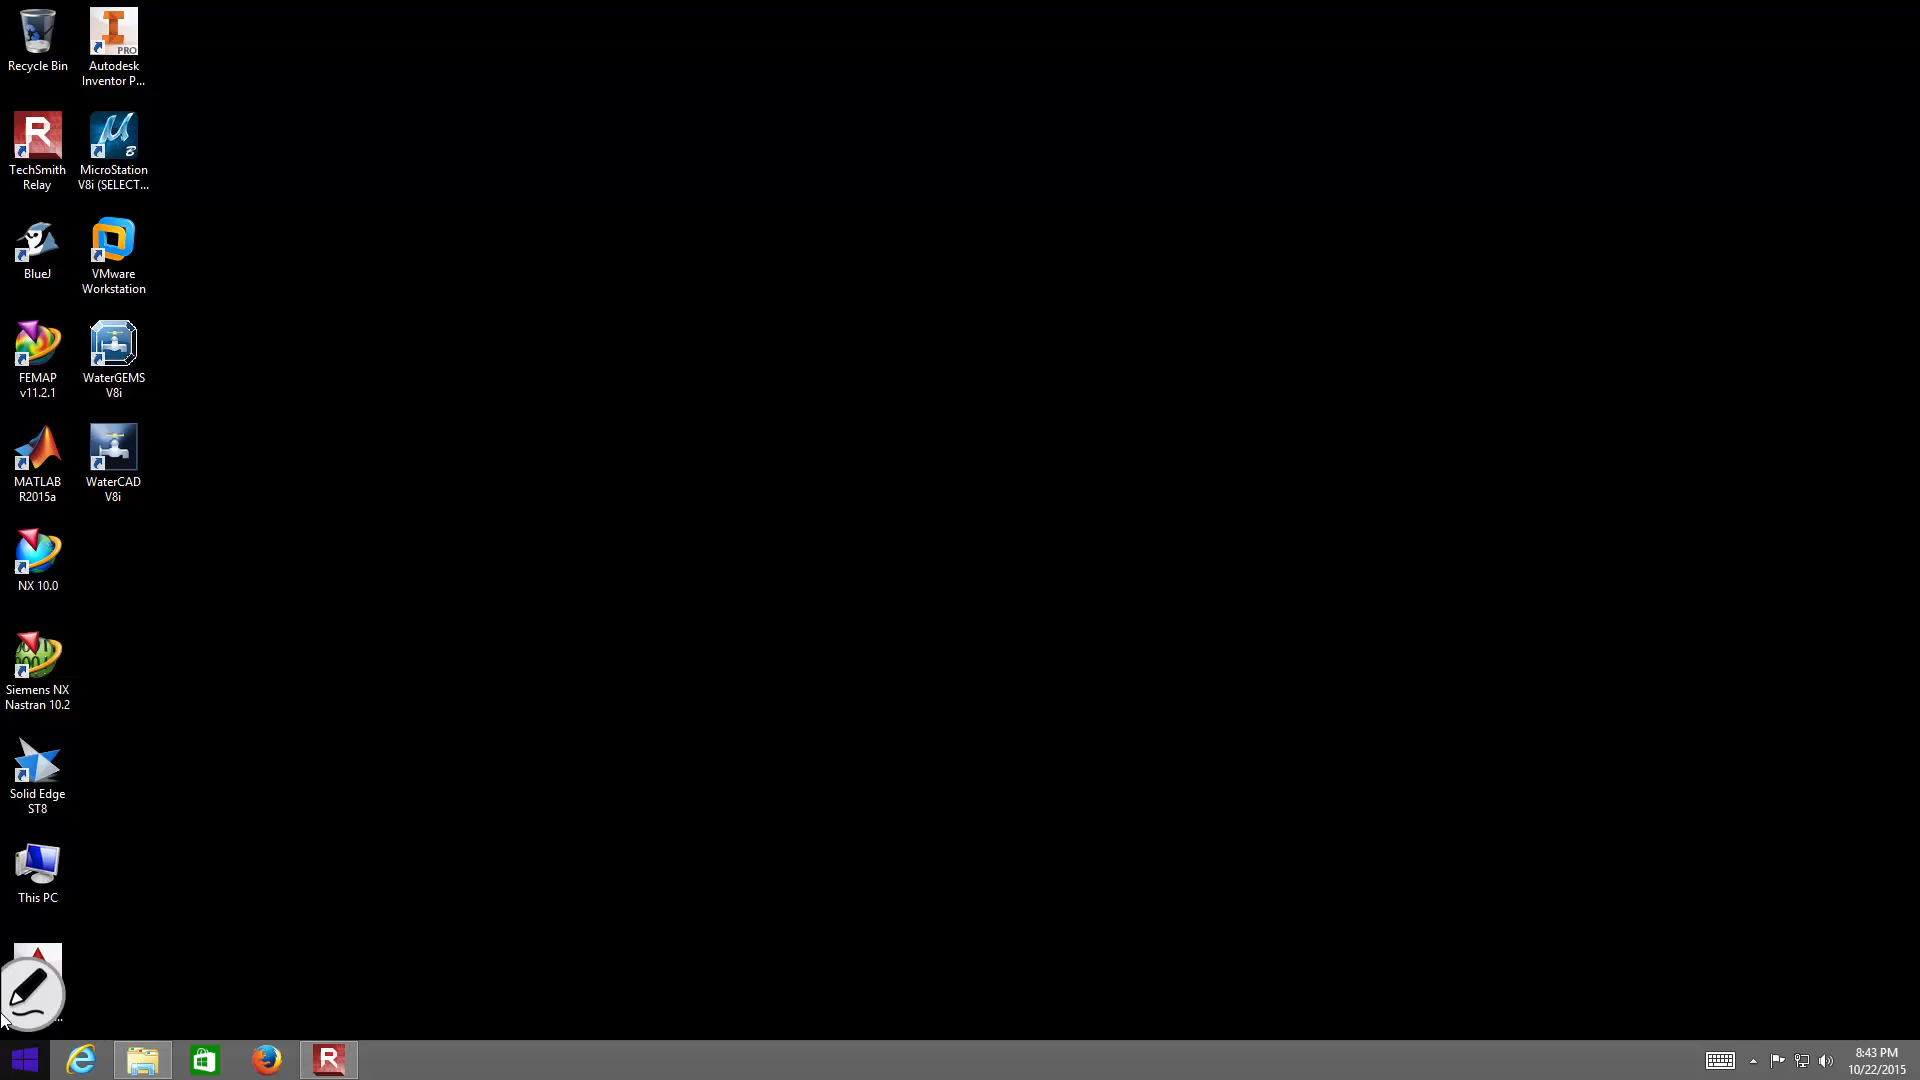 Recycle Bin
Autodesk
Inventor P...
PRO
TechSmith
Relay
MicroStation
V8i (SELECT...
BlueJ
VMware
Workstation
FEMAP
v11.2.1
WaterGEMS
V8i
MATLAB
R2015a
WaterCAD
V8i
NX 10.0
Siemens NX
Nastran 10.2
Solid Edge
ST8
This PC
...
8:43 PM
10/22/2015